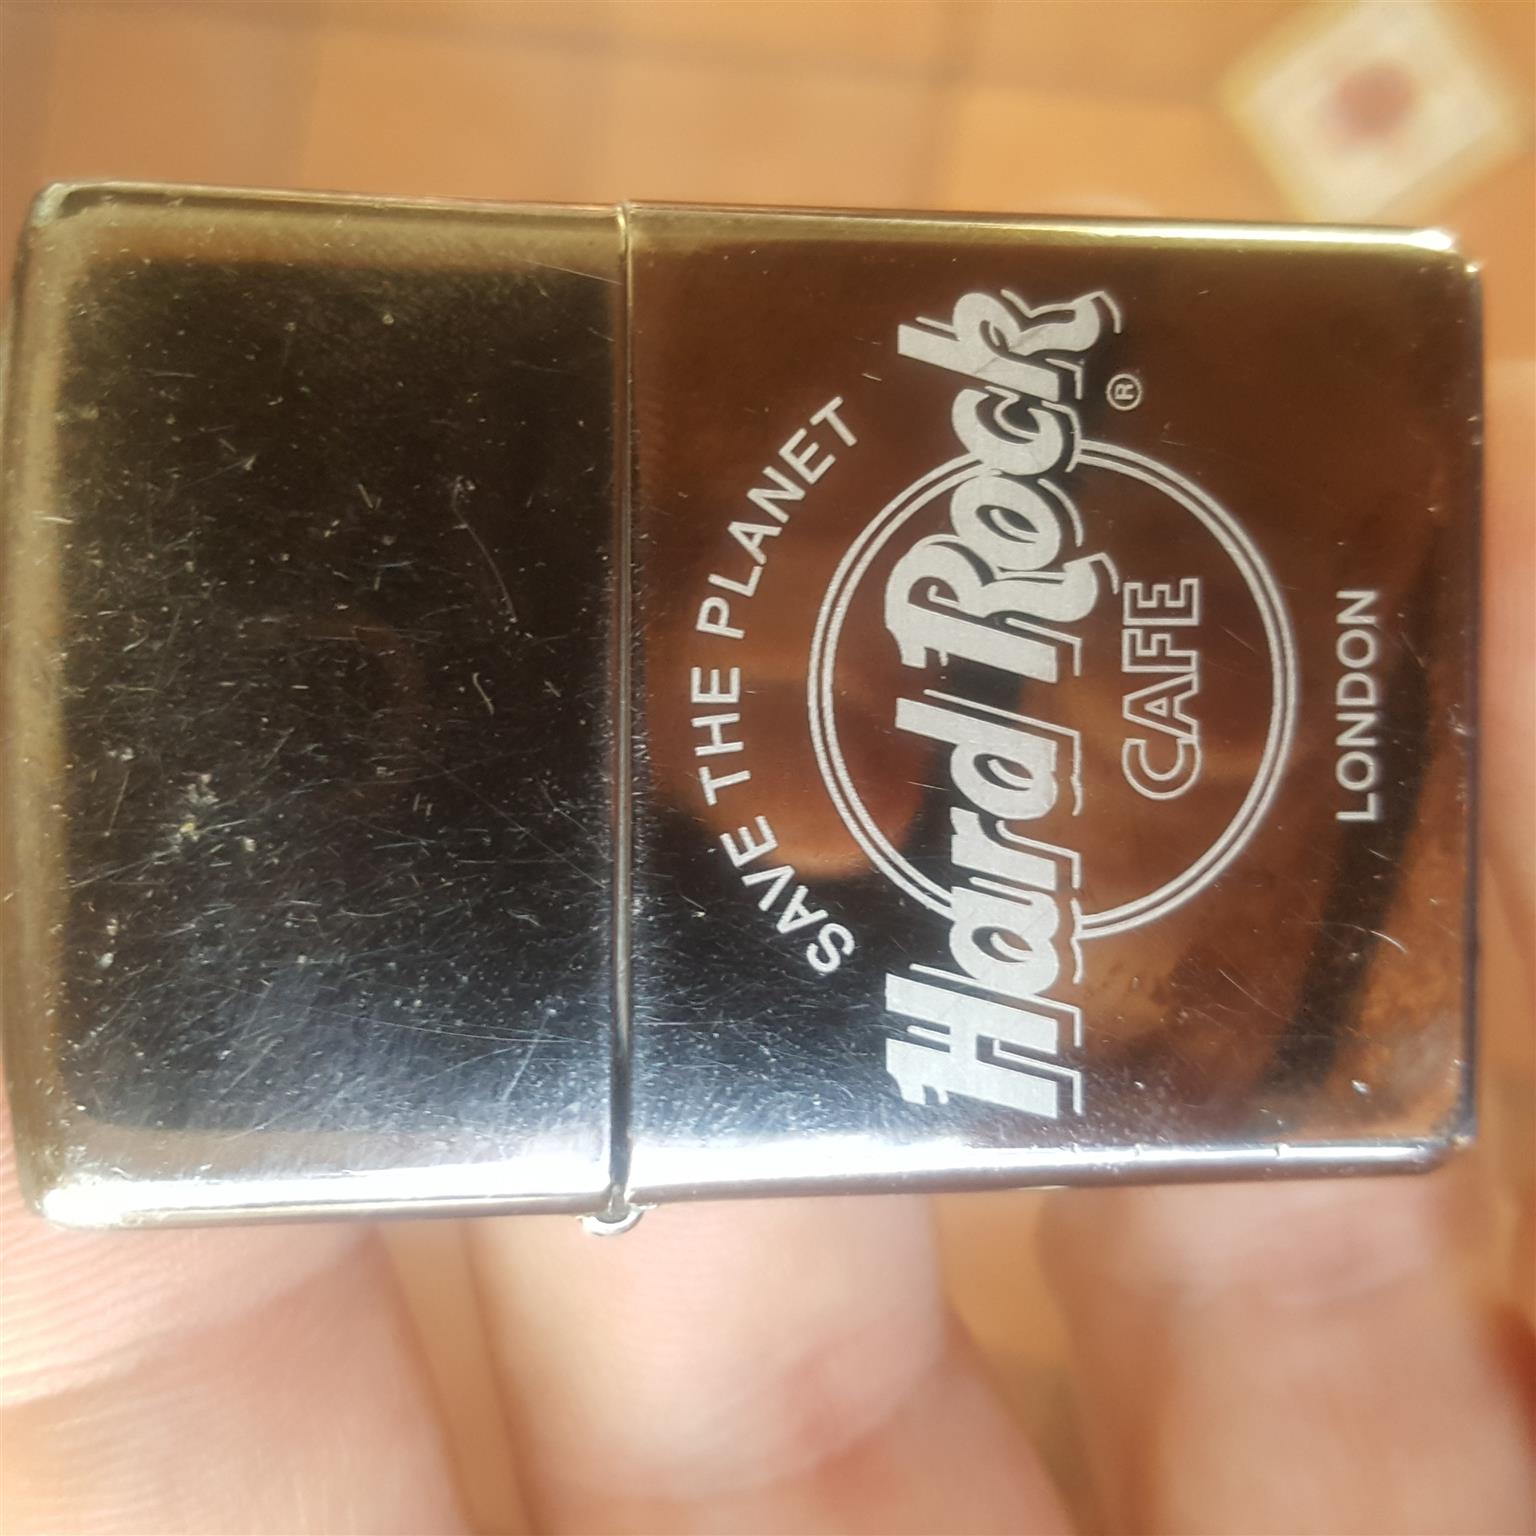 SAVE THE PLANET
Hard Rock
®
CAFE
LONDON